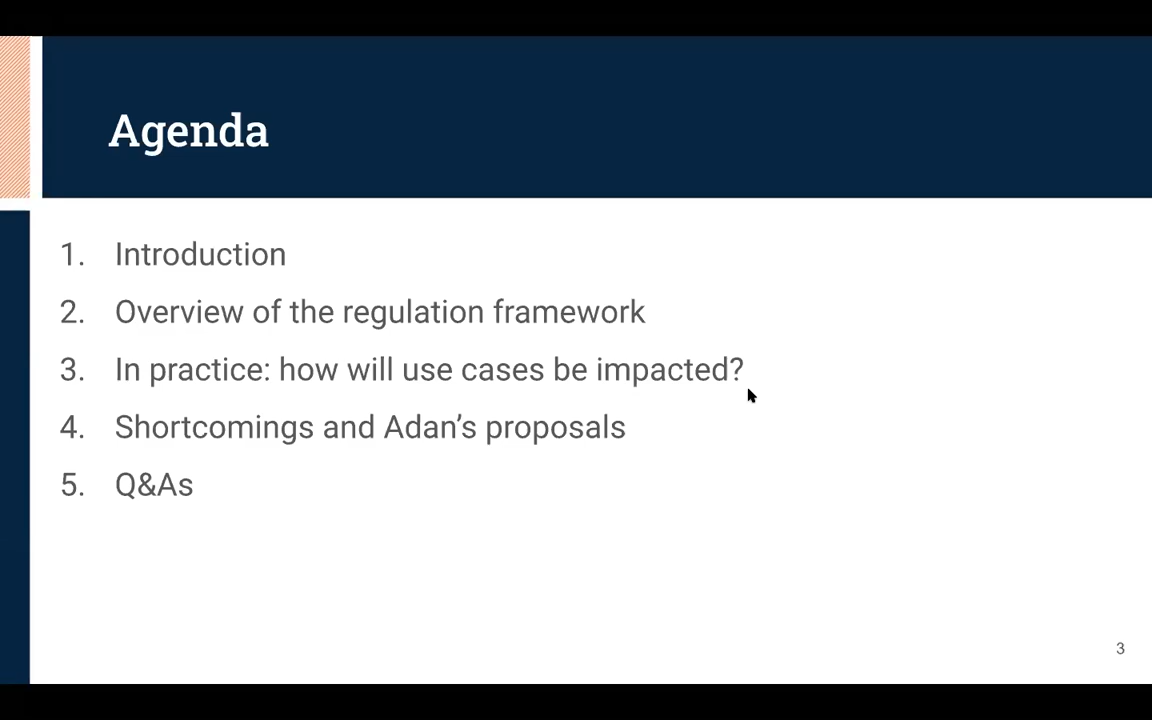 Agenda
1. Introduction
2. Overview of the regulation framework
3. In practice: how will use cases be impacted?
4. Shortcomings and Adan’s proposals
5. Q&As
3